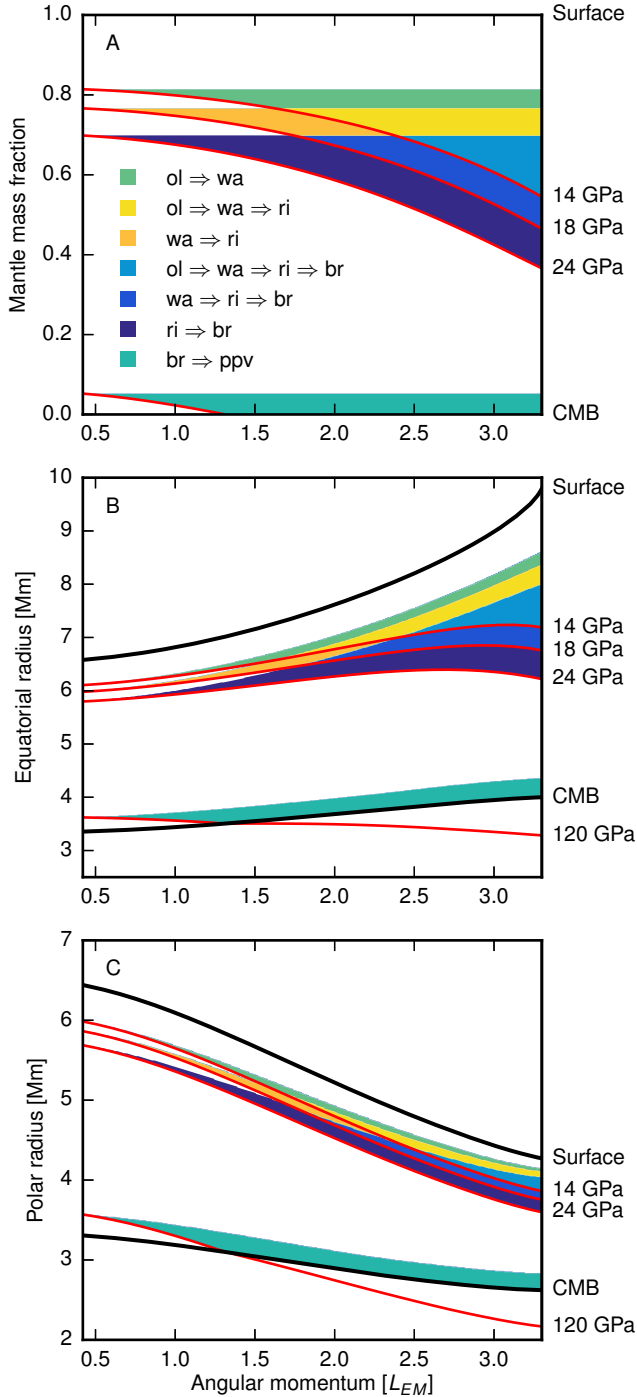 1.0
Surface
A
0.8
ol ⇒ wa
0.6
ol ⇒ wa ⇒ ri
14 GPa
wa ⇒ ri
18 GPa
0.4
ol ⇒ wa ⇒ ri ⇒ br
24 GPa
wa ⇒ ri ⇒ br
0.2
ri ⇒ br
br ⇒ ppv
0.0
CMB
Mantle mass fraction
0.5 1.0 1.5 2.0 2.5 3.0
10
Surface
B
9
8
7
14 GPa
18 GPa
6
24 GPa
5
4
CMB
120 GPa
3
Equatorial radius [Mm]
0.5 1.0 1.5 2.0 2.5 3.0
7
C
6
5
Surface
4
14 GPa
24 GPa
3
CMB
120 GPa
2
Polar radius [Mm]
0.5 1.0 1.5 2.0 2.5 3.0
Angular momentum [L_EM]